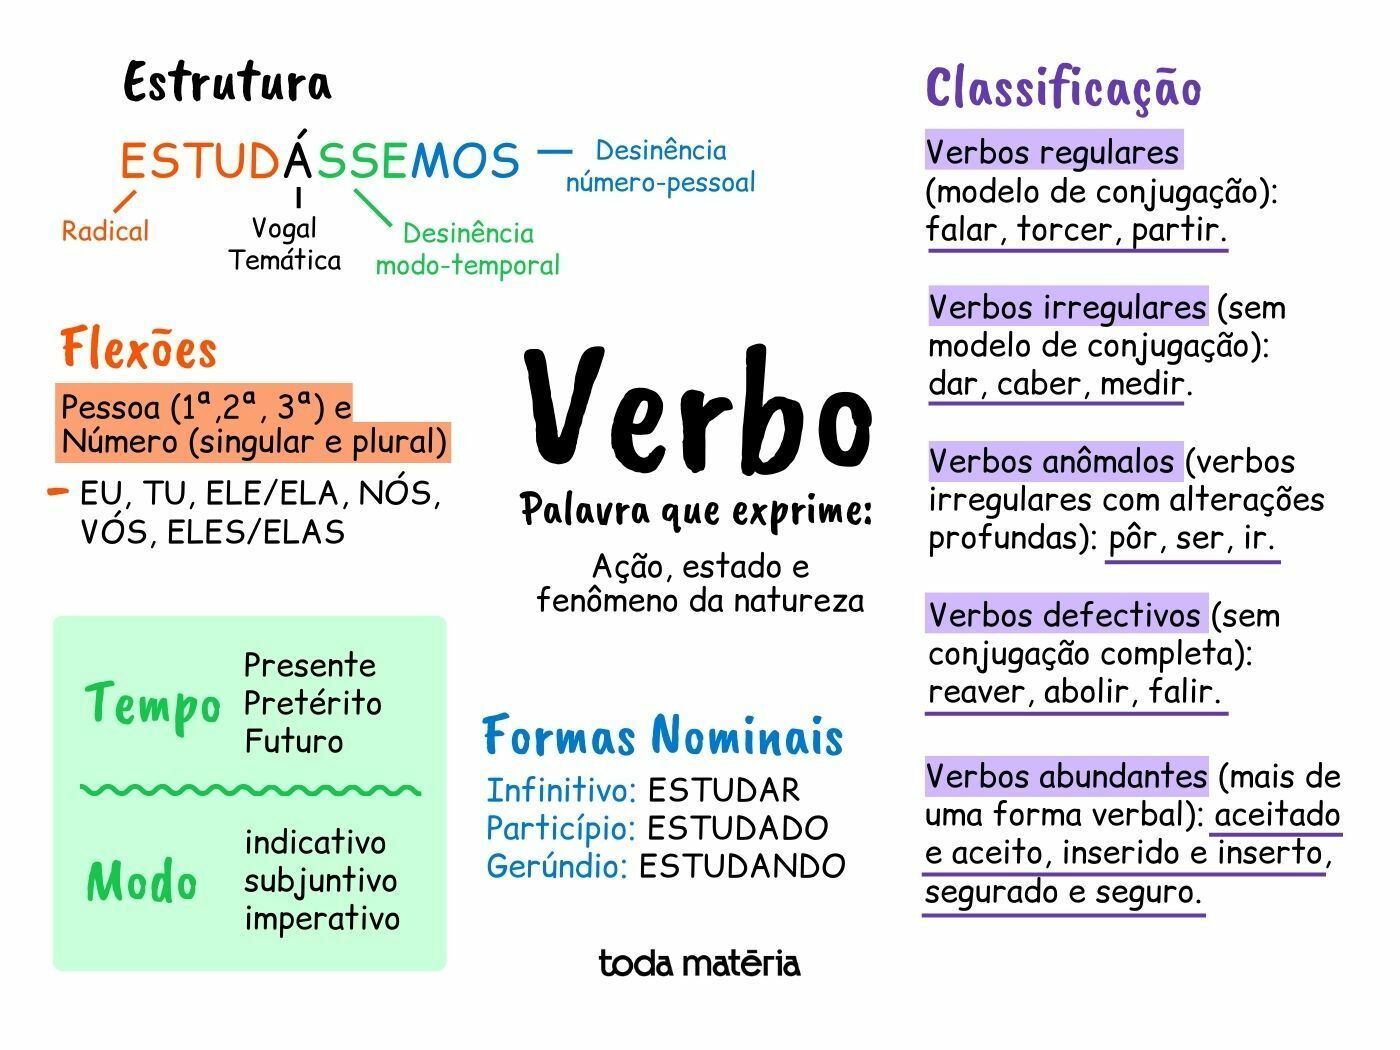 Estrutura
ESTUDÁSSEMOS
Desinência
número-pessoal
Radical
Vogal
Temática
Desinência
modo-temporal
Flexões
Pessoa (1ª,2ª, 3ª) e
Número (singular e plural)
EU, TU, ELE/ELA, NÓS,
VÓS, ELES/ELAS
Tempo
Presente
Pretérito
Futuro
Modo
indicativo
subjuntivo
imperativo
Verbo
Palavra que exprime:
Ação, estado e
fenômeno da natureza
Formas Nominais
Infinitivo: ESTUDAR
Particípio: ESTUDADO
Gerúndio: ESTUDANDO
toda matéria
Classificação
Verbos regulares
(modelo de conjugação):
falar, torcer, partir.
Verbos irregulares (sem
modelo de conjugação):
dar, caber, medir.
Verbos anômalos (verbos
irregulares com alterações
profundas): pôr, ser, ir.
Verbos defectivos (sem
conjugação completa):
reaver, abolir, falir.
Verbos abundantes (mais de
uma forma verbal): aceitado
e aceito, inserido e inserto,
segurado e seguro.